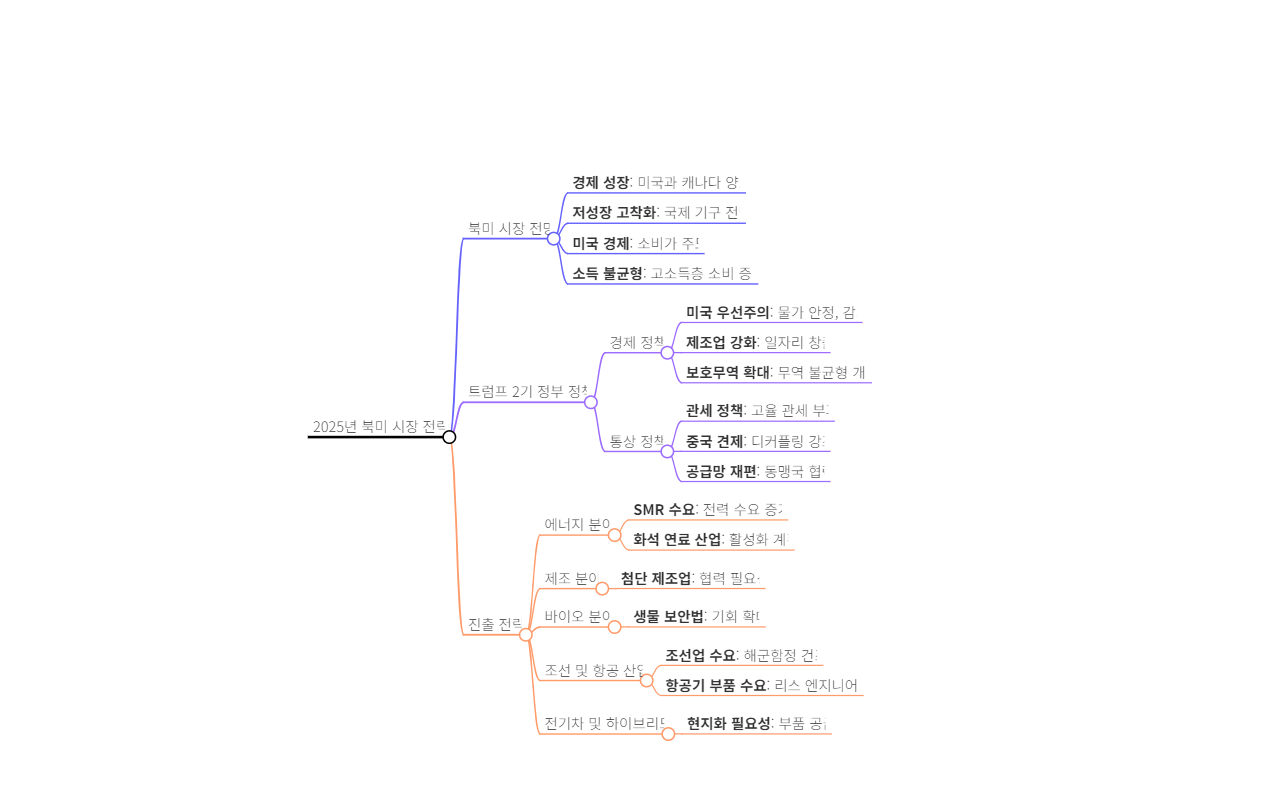 2025년 북미 시장 전략
북미 시장 전망
경제 성장: 미국과 캐나다 양
저성장 고착화: 국제 기구 전
미국 경제: 소비가 주도
소득 불균형: 고소득층 소비 증
트럼프 2기 정부 정책
경제 정책
미국 우선주의: 물가 안정, 감
제조업 강화: 일자리 창출
보호무역 확대: 무역 불균형 개
통상 정책
관세 정책: 고율 관세 부과
중국 견제: 디커플링 강화
공급망 재편: 동맹국 협력
진출 전략
에너지 분야
SMR 수요: 전력 수요 증가
화석 연료 산업: 활성화 계
제조 분야
첨단 제조업: 협력 필요
바이오 분야
생물 보안법: 기회 확대
조선 및 항공 산업
조선업 수요: 해군함정 건조
항공기 부품 수요: 리스 엔지니어
전기차 및 하이브리드
현지화 필요성: 부품 공급